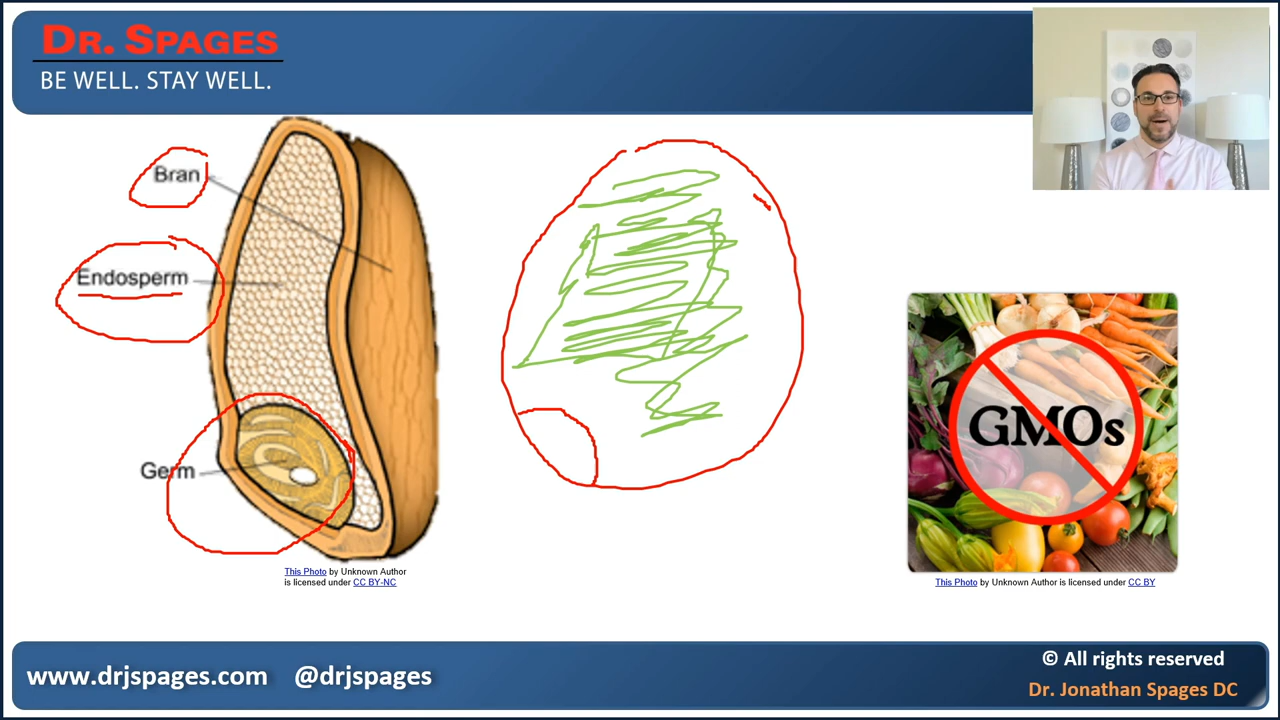 DR. SPAGES
BE WELL. STAY WELL.
Bran
Endosperm
Germ
This Photo by Unknown Author
is licensed under CC BY-NC
GMOs
This Photo by Unknown Author is licensed under CC BY
www.drjspages.com @drjspages
© All rights reserved
Dr. Jonathan Spages DC